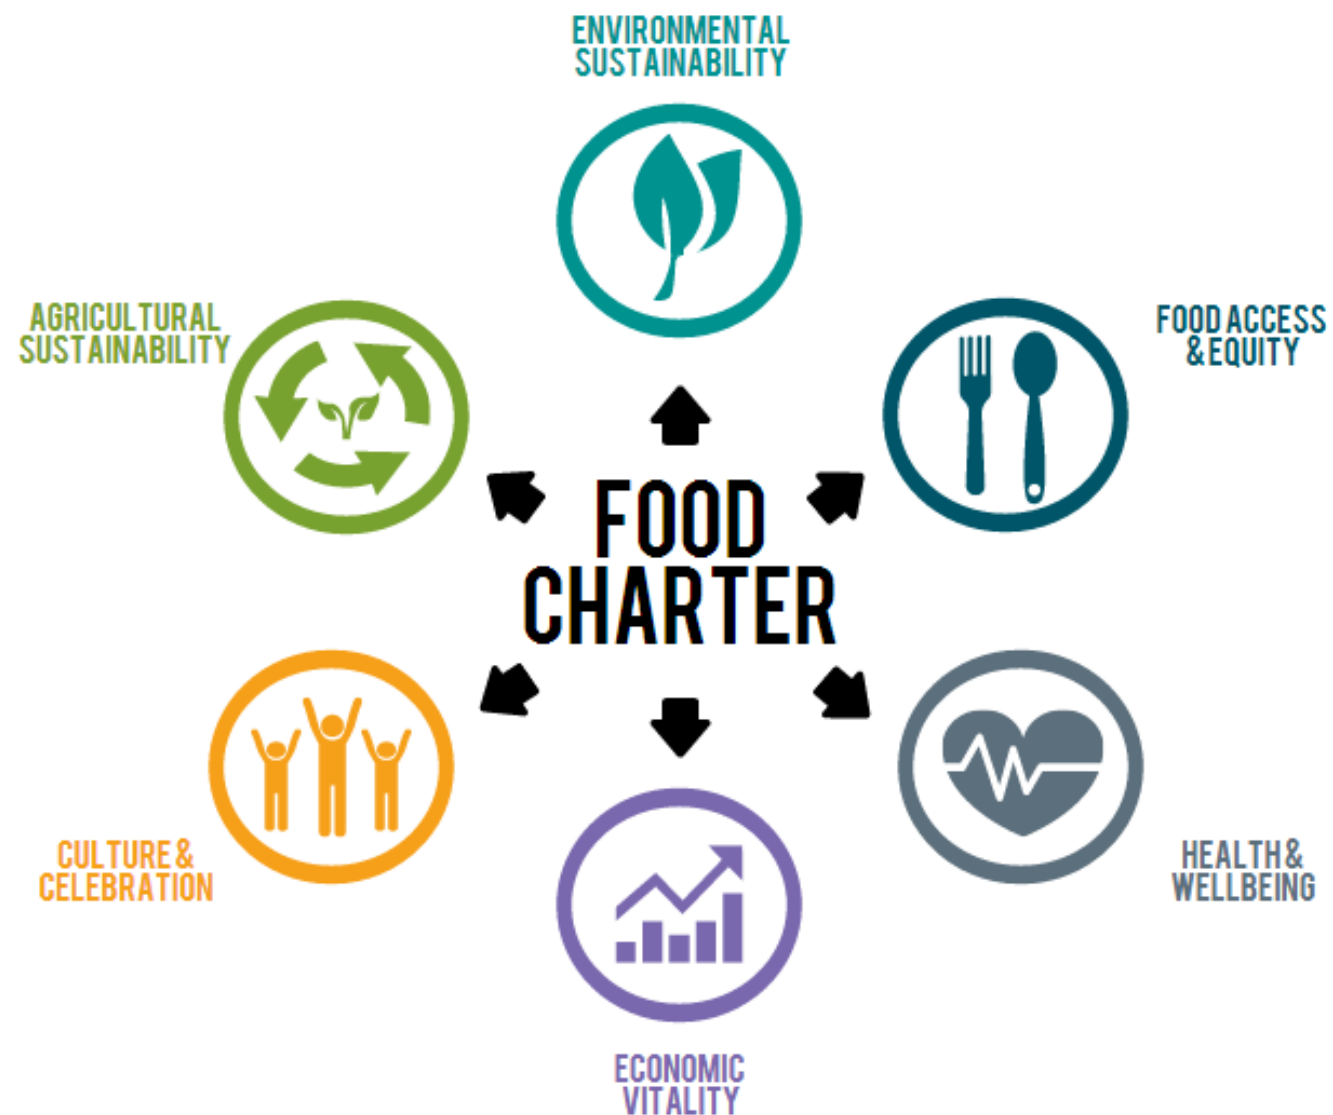 ENVIRONMENTAL
SUSTAINABILITY
AGRICULTURAL
SUSTAINABILITY
FOOD ACCESS
& EQUITY
FOOD
CHARTER
CULTURE &
CELEBRATION
HEALTH &
WELLBEING
ECONOMIC
VITALITY